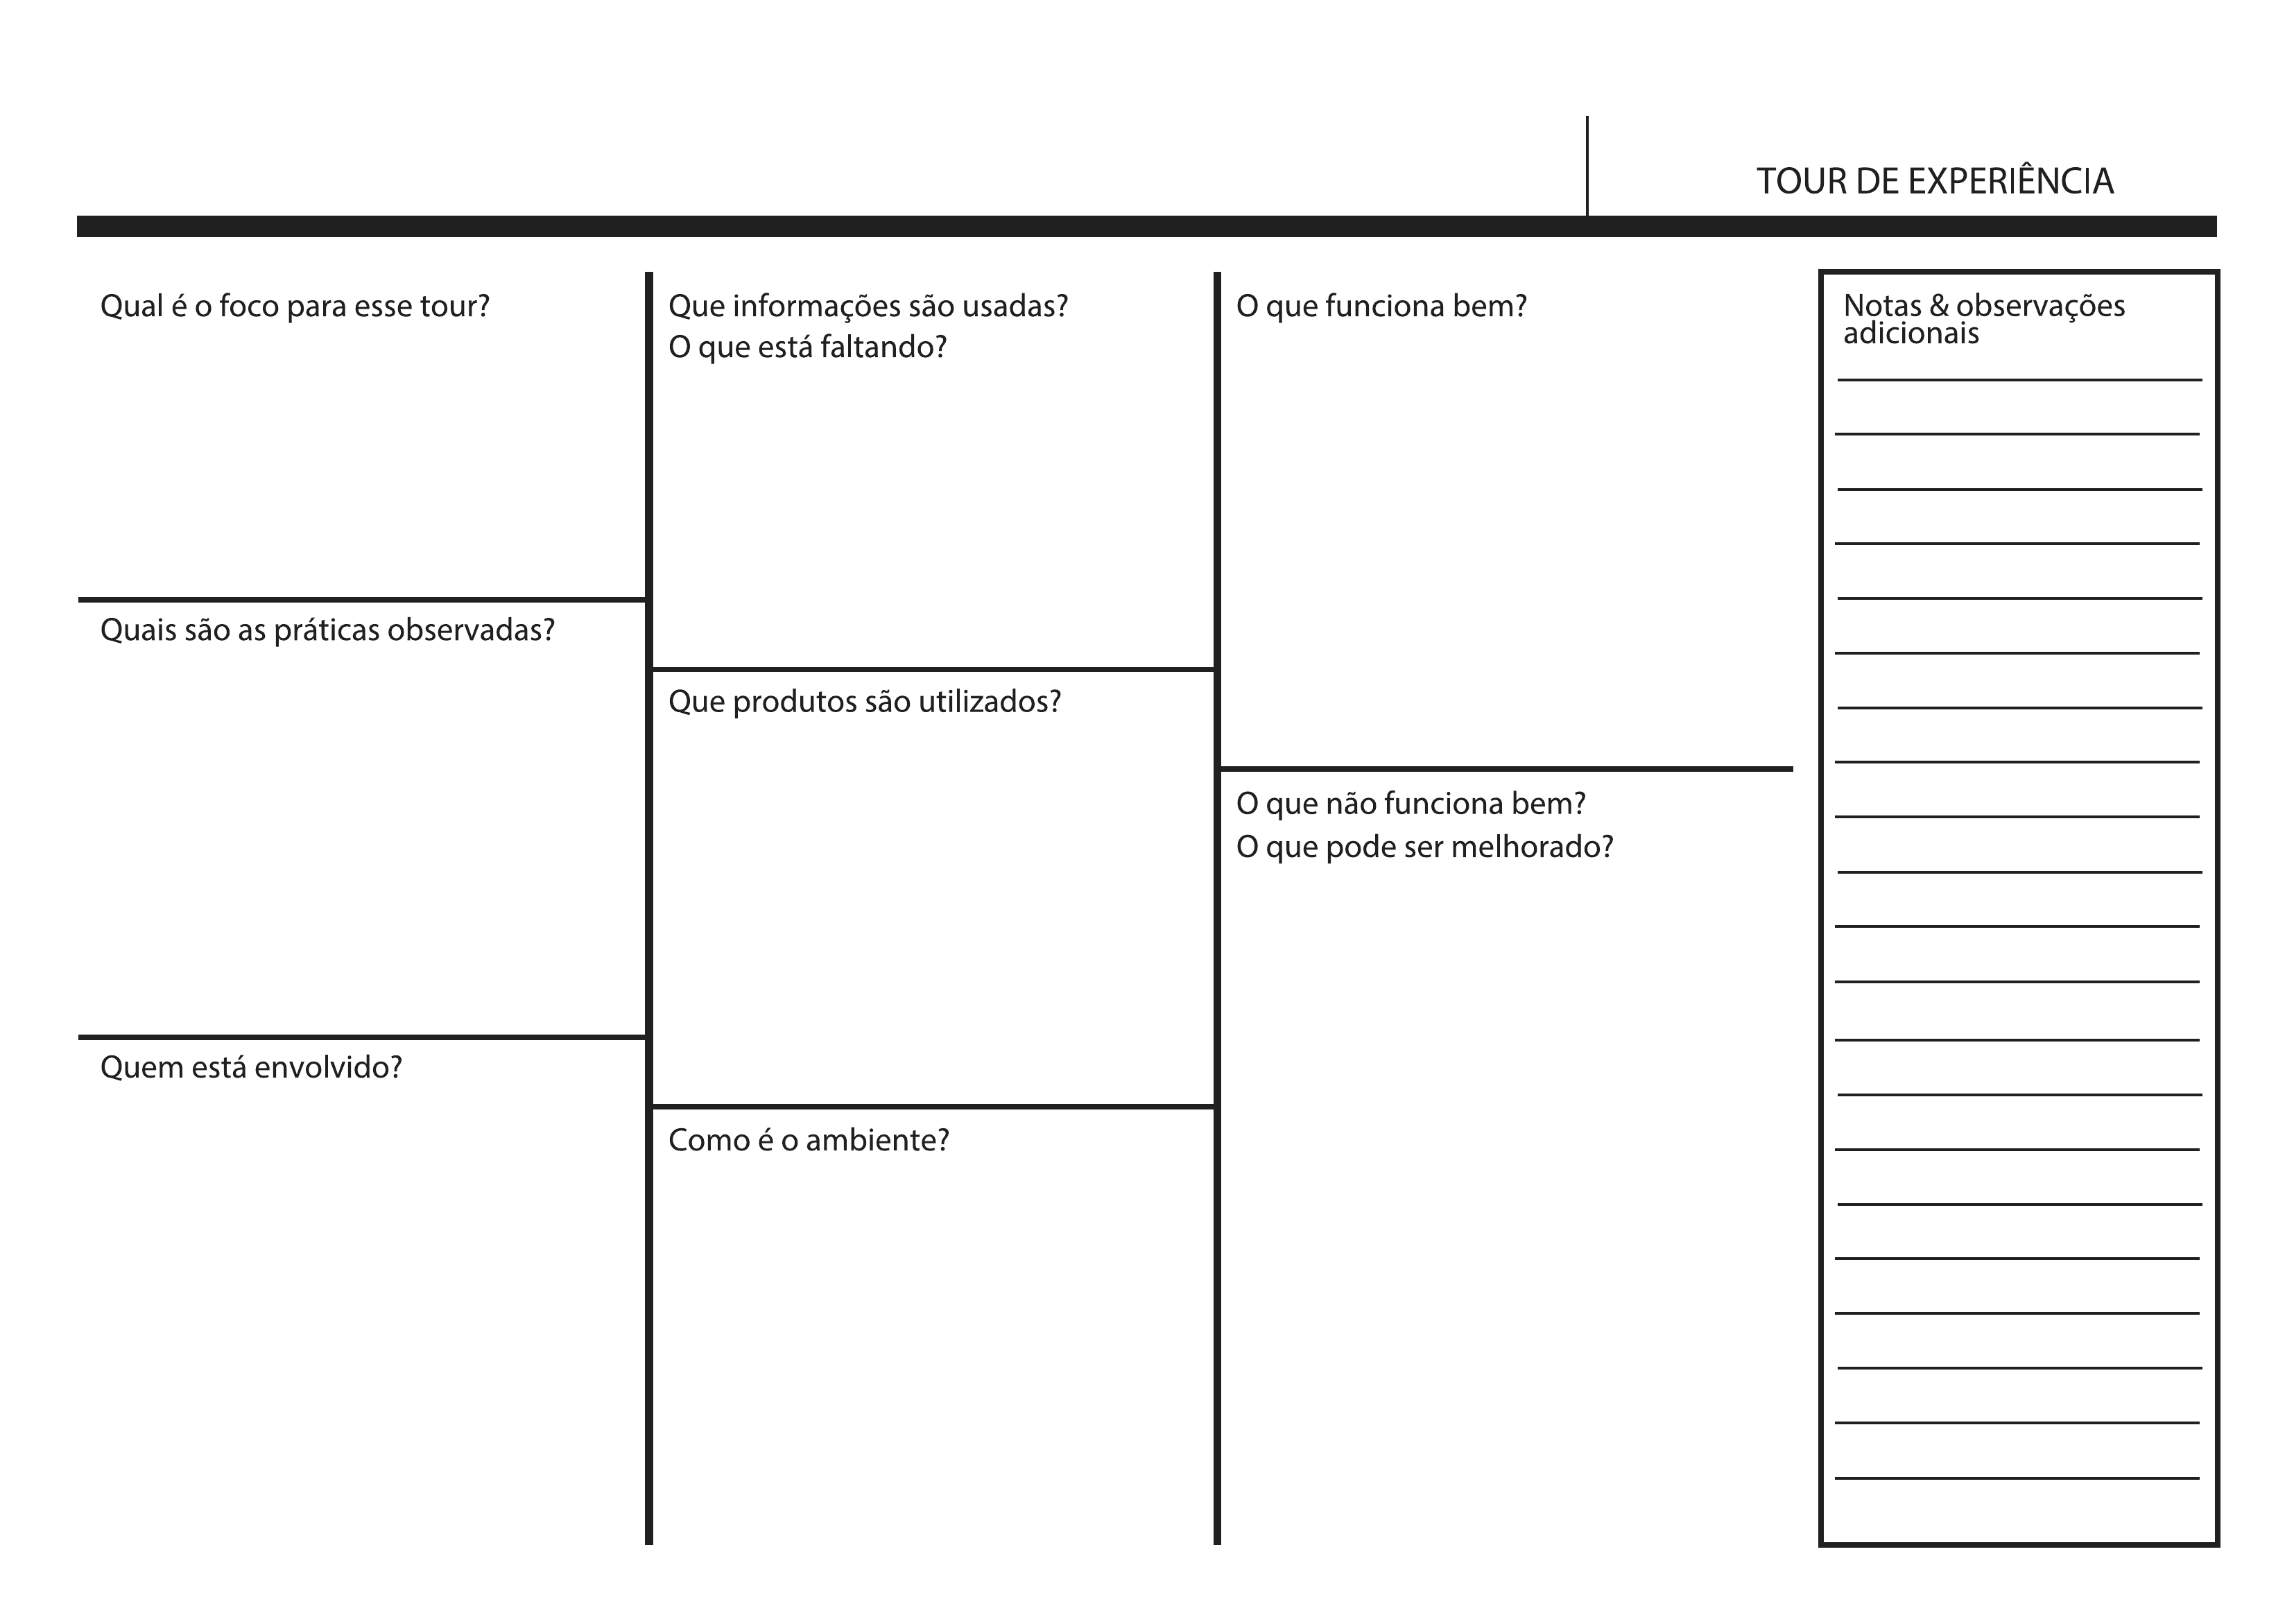 TOUR DE EXPERIÊNCIA
Qual é o foco para esse tour?
Quais são as práticas observadas?
Quem está envolvido?
Que informações são usadas?
O que está faltando?
Que produtos são utilizados?
Como é o ambiente?
O que funciona bem?
O que não funciona bem?
O que pode ser melhorado?
Notas & observações
adicionais